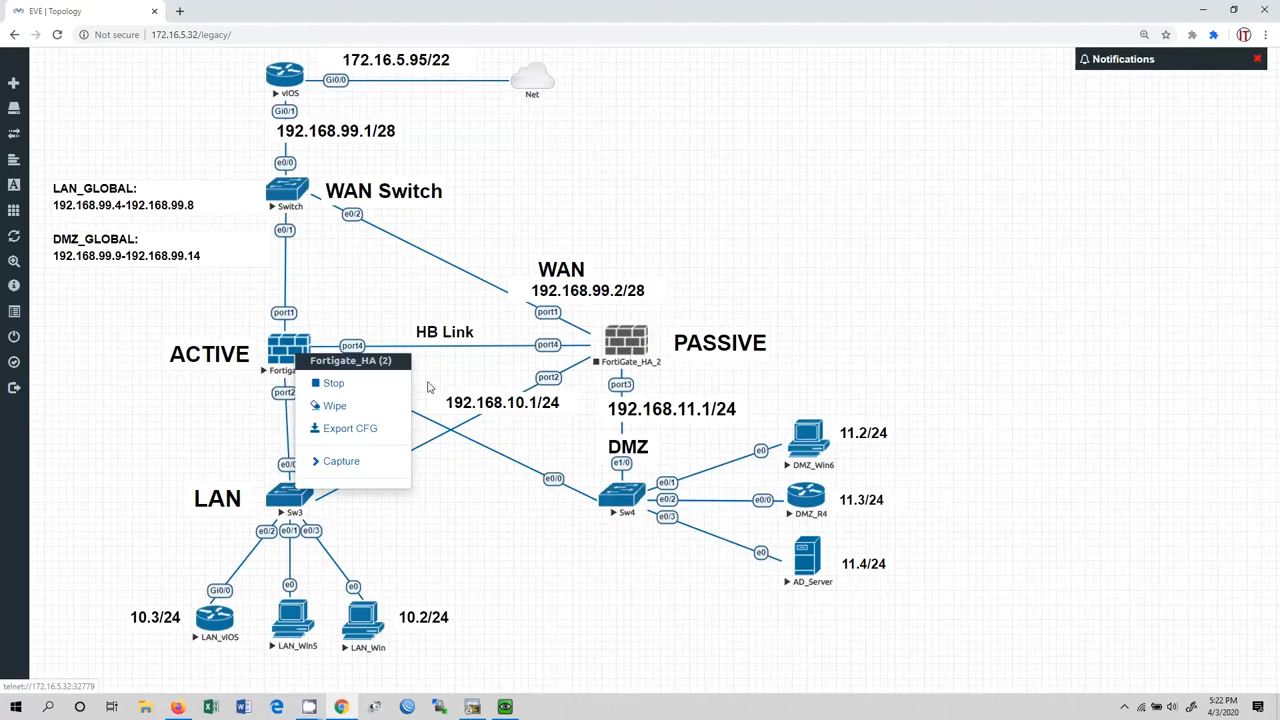 EVE | Topology
Not secure | 172.16.5.32/legacy/
Notifications
172.16.5.95/22
Gi0/0
vIOS
Net
Gi0/1
192.168.99.1/28
e0/0
LAN_GLOBAL:
192.168.99.4-192.168.99.8
WAN Switch
Switch
e0/2
e0/1
DMZ_GLOBAL:
192.168.99.9-192.168.99.14
WAN
192.168.99.2/28
port1
port1
HB Link
ACTIVE
port4
port4
PASSIVE
Fortigate_HA (2)
FortiGate_HA_2
port2
port3
Stop
port2
192.168.10.1/24
192.168.11.1/24
Wipe
Export CFG
DMZ
11.2/24
e0
Capture
e1/0
DMZ_Win6
e0/0
e0/1
LAN
Sw3
Sw4
e0/2
e0/0
11.3/24
DMZ_R4
e0/3
e0/2
e0/1
e0/3
e0
11.4/24
AD_Server
Gi0/0
e0
e0
10.3/24
10.2/24
LAN_vIOS
LAN_Win5
LAN_Win
telnet://172.16.5.32:32779
5:22 PM
4/3/2020